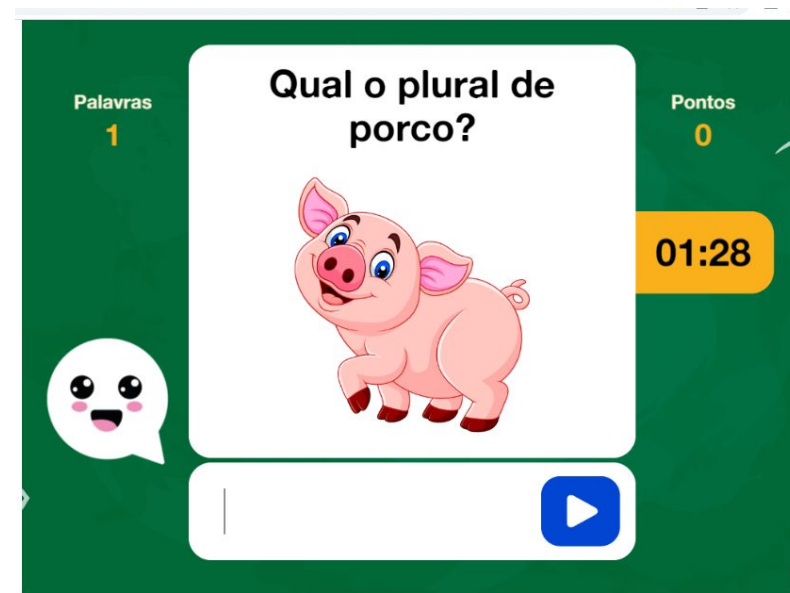 Palavras
1
Qual o plural de
porco?
Pontos
0
01:28